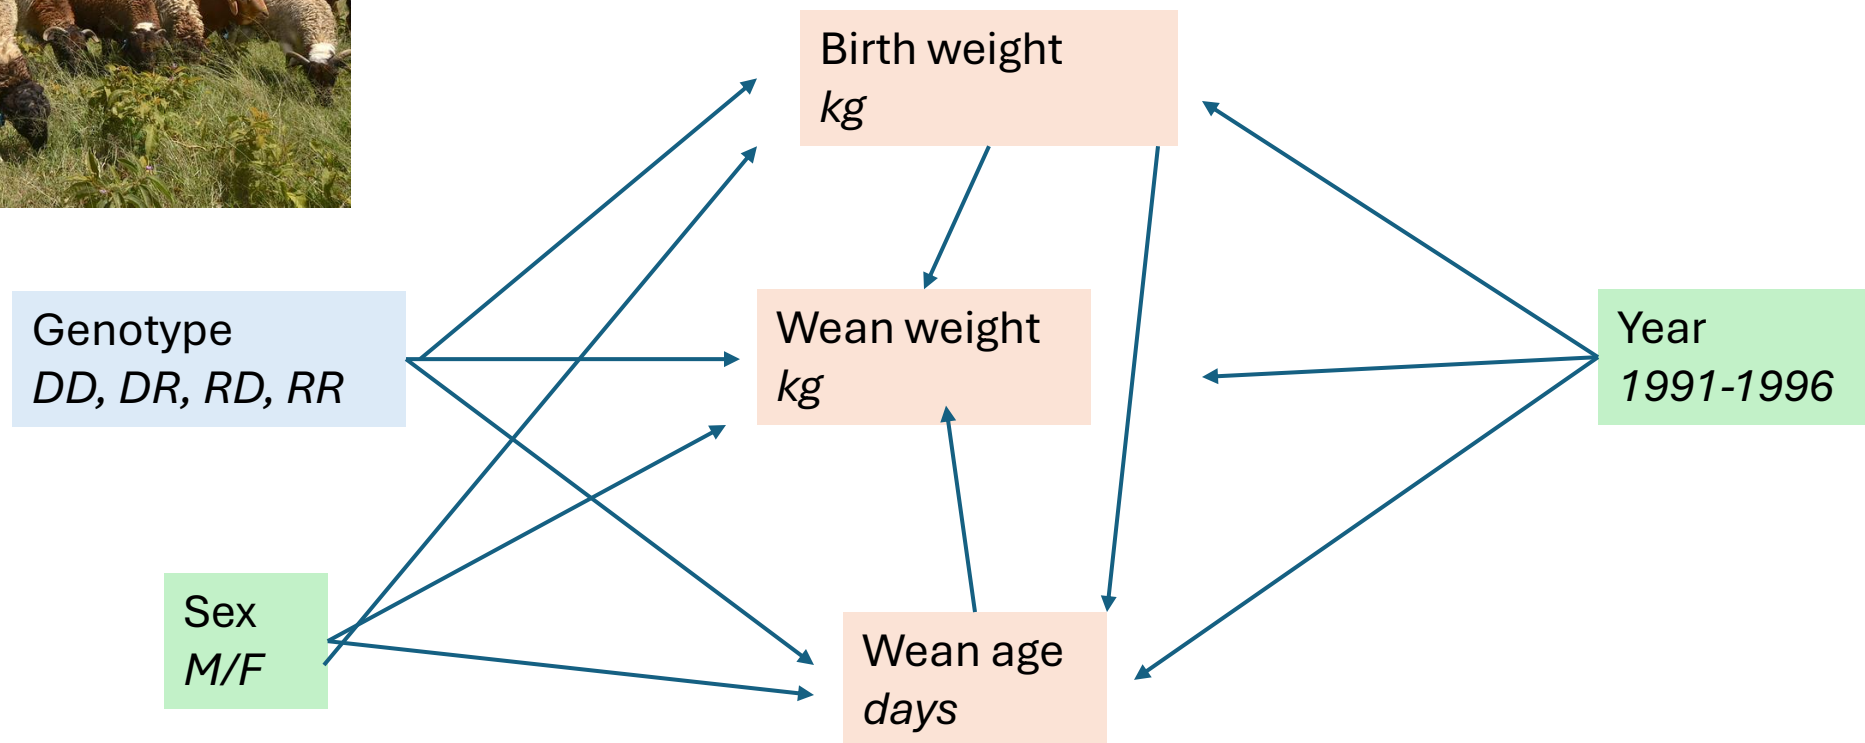 Birth weight
kg
Genotype
DD, DR, RD, RR
Wean weight
kg
Year
1991-1996
Sex
M/F
Wean age
days